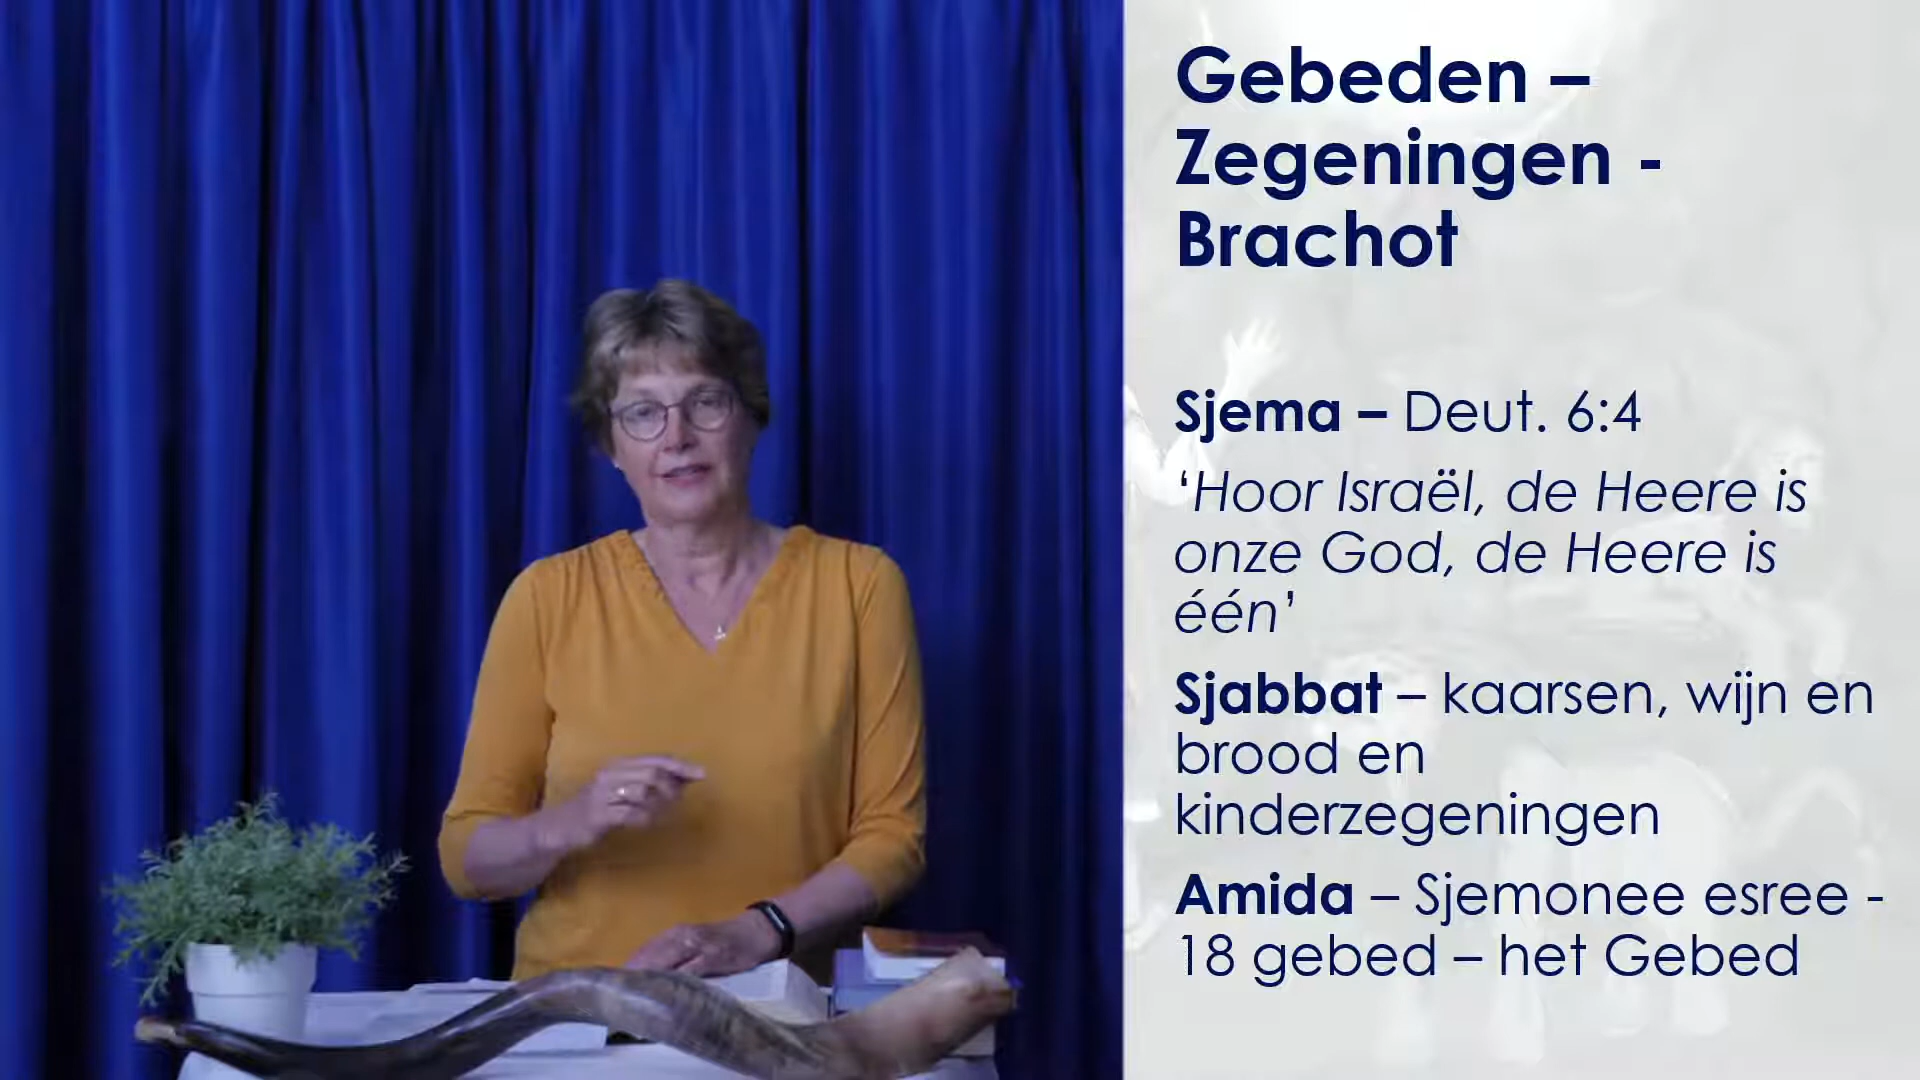 Gebeden –
Zegeningen -
Brachot
Sjema – Deut. 6:4
‘Hoor Israël, de Heere is
onze God, de Heere is
één’
Sjabbat – kaarsen, wijn en
brood en
kinderzegeningen
Amida – Sjemonee esree -
18 gebed – het Gebed